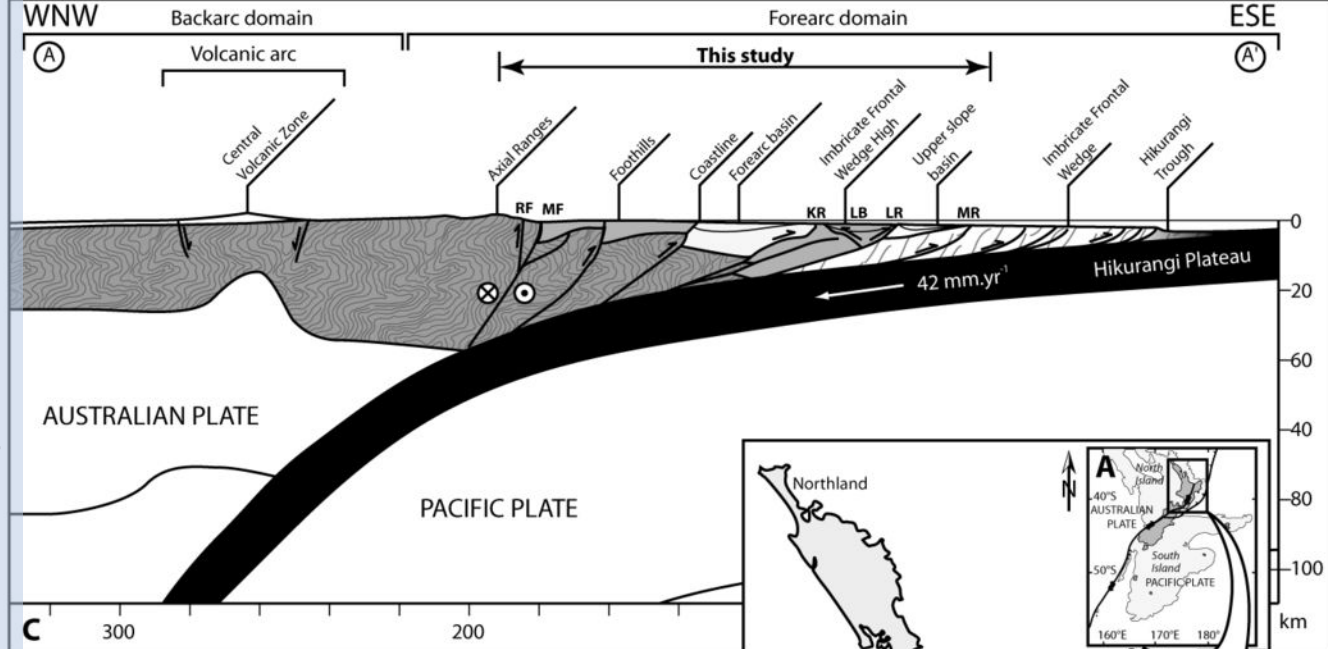 WNW
Backarc domain
Forearc domain
ESE
A
Volcanic arc
This study
A'
Central
Volcanic Zone
Axial Ranges
Foothills
Coastline
Forearc basin
Imbricate Frontal
Wedge High
Upper slope
basin
Imbricate Frontal
Wedge
Hikurangi
Trough
RF MF
KR LB LR MR
0
Hikurangi Plateau
42 mm.yr-1
20
60
40
80
100
km
AUSTRALIAN PLATE
PACIFIC PLATE
C
300
200
Northland
N
A
North
Island
40°S
AUSTRALIAN
PLATE
South
Island
50°S
PACIFIC PLATE
160°E 170°E 180°